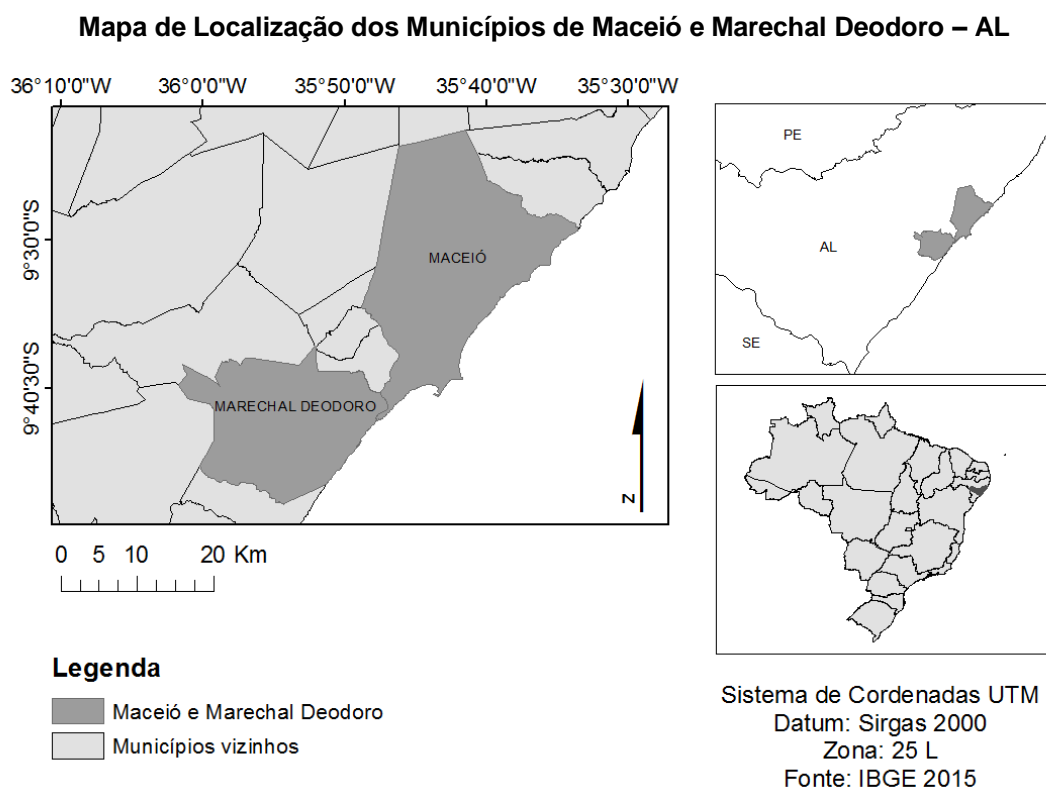 Mapa de Localização dos Municípios de Maceió e Marechal Deodoro – AL
36°10'0"W 36°0'0"W 35°50'0"W 35°40'0"W 35°30'0"W
9°30'0"S
9°40'30"S
MACEIÓ
MARECHAL DEODORO
N
0 5 10 20 Km
PE
AL
SE
Legenda
Maceió e Marechal Deodoro
Municípios vizinhos
Sistema de Cordenadas UTM
Datum: Sirgas 2000
Zona: 25 L
Fonte: IBGE 2015